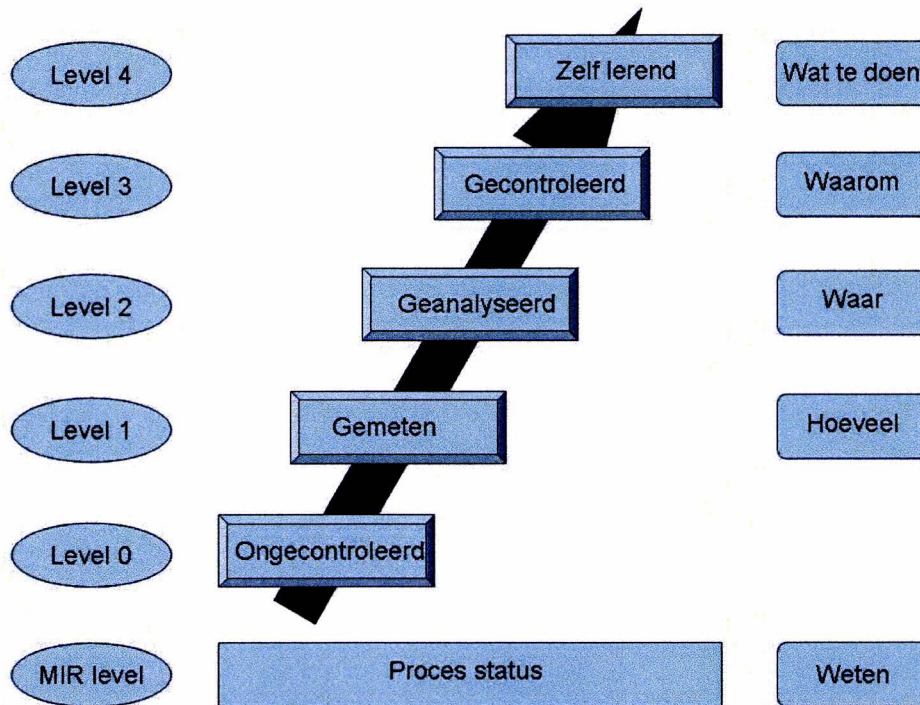 Level 4
Zelf lerend
Wat te doen
Level 3
Gecontroleerd
Waarom
Level 2
Geanalyseerd
Waar
Level 1
Gemeten
Hoeveel
Level 0
Ongecontroleerd
MIR level
Proces status
Weten